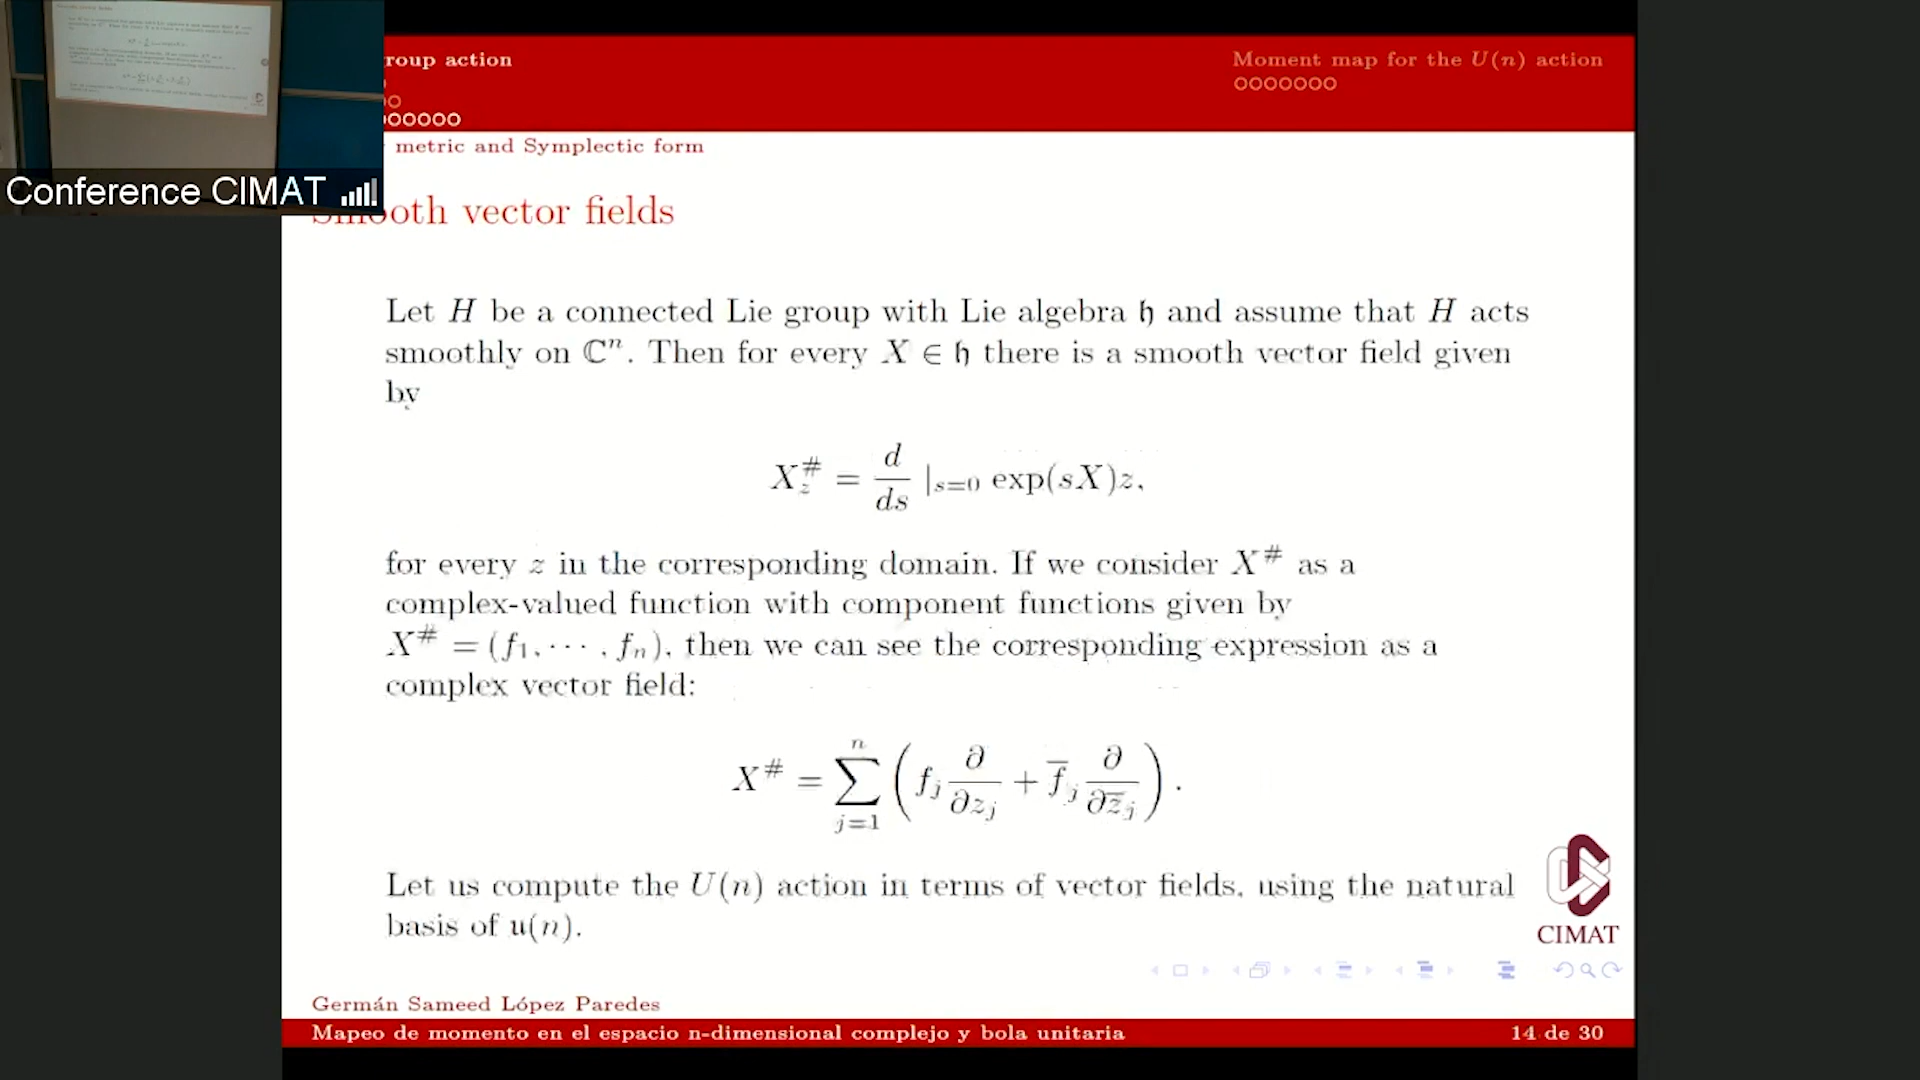 roup action
Moment map for the U(n) action
metric and Symplectic form
Conference CIMAT
Smooth vector fields
Let H be a connected Lie group with Lie algebra 𝔥 and assume that H acts
smoothly on ℂⁿ. Then for every X ∈ 𝔥 there is a smooth vector field given
by
X_z^# = d/ds |_{s=0} exp(sX)z,
for every z in the corresponding domain. If we consider X^# as a
complex-valued function with component functions given by
X^# = (f₁, ⋯ , fₙ), then we can see the corresponding expression as a
complex vector field:
X^# = ∑_{j=1}^{n} ( f_j ∂/∂z_j + \overline{f}_j ∂/∂\overline{z}_j ) .
Let us compute the U(n) action in terms of vector fields, using the natural
basis of 𝔲(n).
CIMAT
Germán Sameed López Paredes
Mapeo de momento en el espacio n-dimensional complejo y bola unitaria
14 de 30